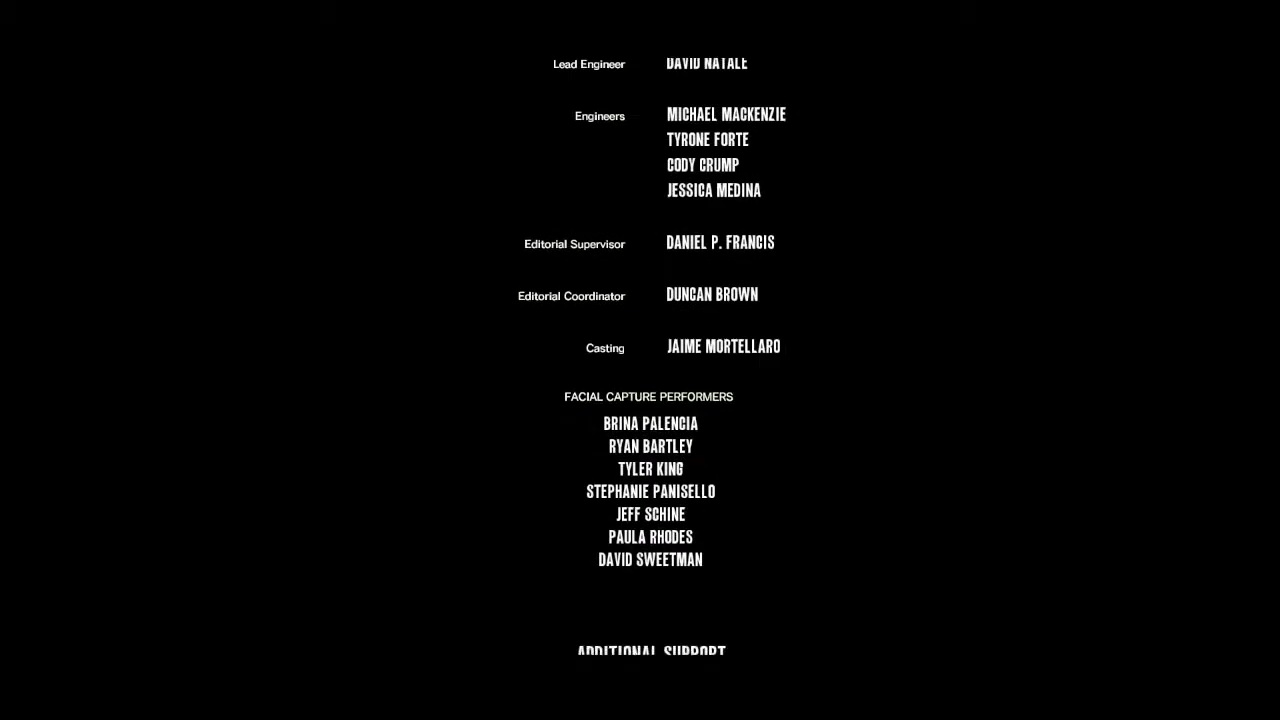 Lead Engineer DAVID NATALE
Engineers MICHAEL MACKENZIE
TYRONE FORTE
CODY CRUMP
JESSICA MEDINA
Editorial Supervisor DANIEL P. FRANCIS
Editorial Coordinator DUNCAN BROWN
Casting JAIME MORTELLARO
FACIAL CAPTURE PERFORMERS
BRINA PALENCIA
RYAN BARTLEY
TYLER KING
STEPHANIE PANISELLO
JEFF SCHINE
PAULA RHODES
DAVID SWEETMAN
ADDITIONAL SUPPORT